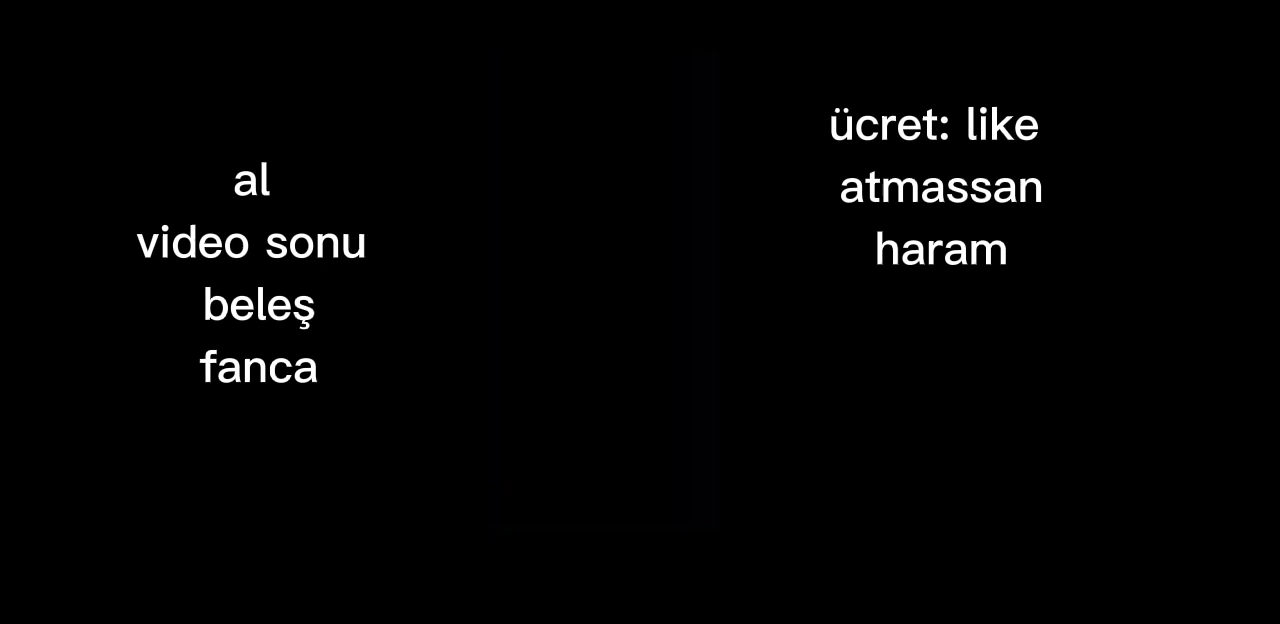 al
video sonu
beleş
fanca
ücret: like
atmassan
haram